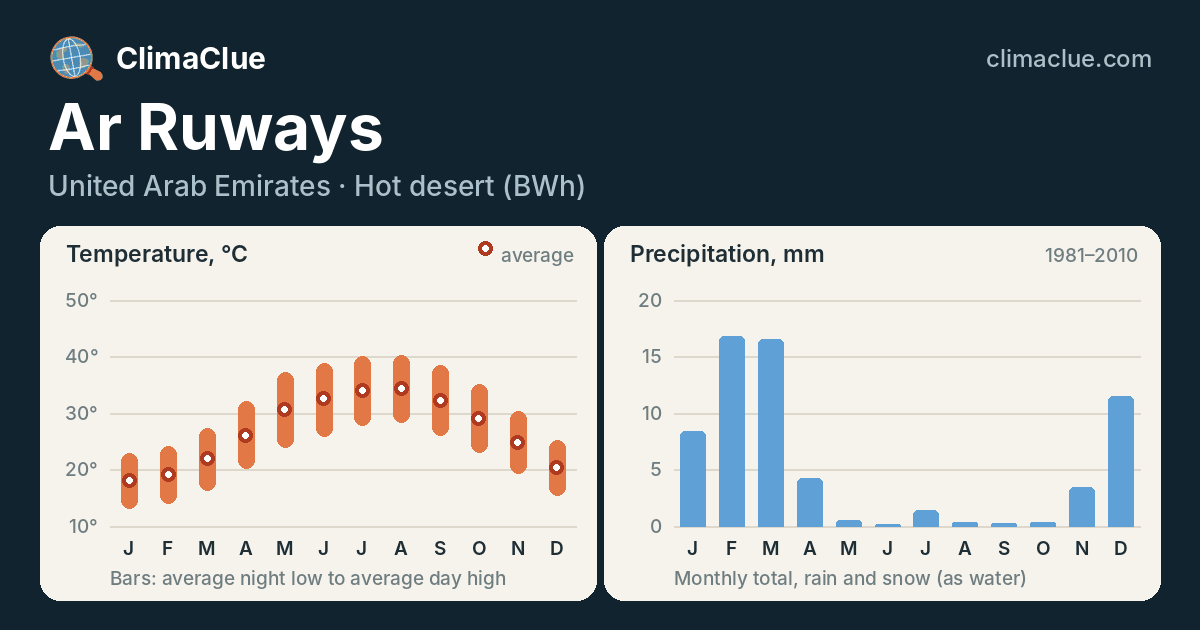 ClimaClue
climaclue.com
Ar Ruways
United Arab Emirates · Hot desert (BWh)
Temperature, °C
average
50°
40°
30°
20°
10°
J F M A M J J A S O N D
Bars: average night low to average day high
Precipitation, mm
1981–2010
20
15
10
5
0
J F M A M J J A S O N D
Monthly total, rain and snow (as water)